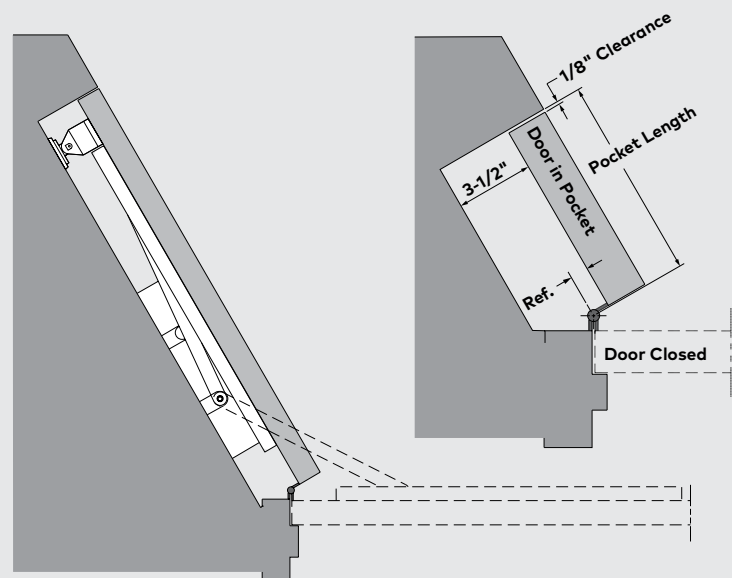 1/8" Clearance
Pocket Length
Door in Pocket
3-1/2"
Ref.
Door Closed